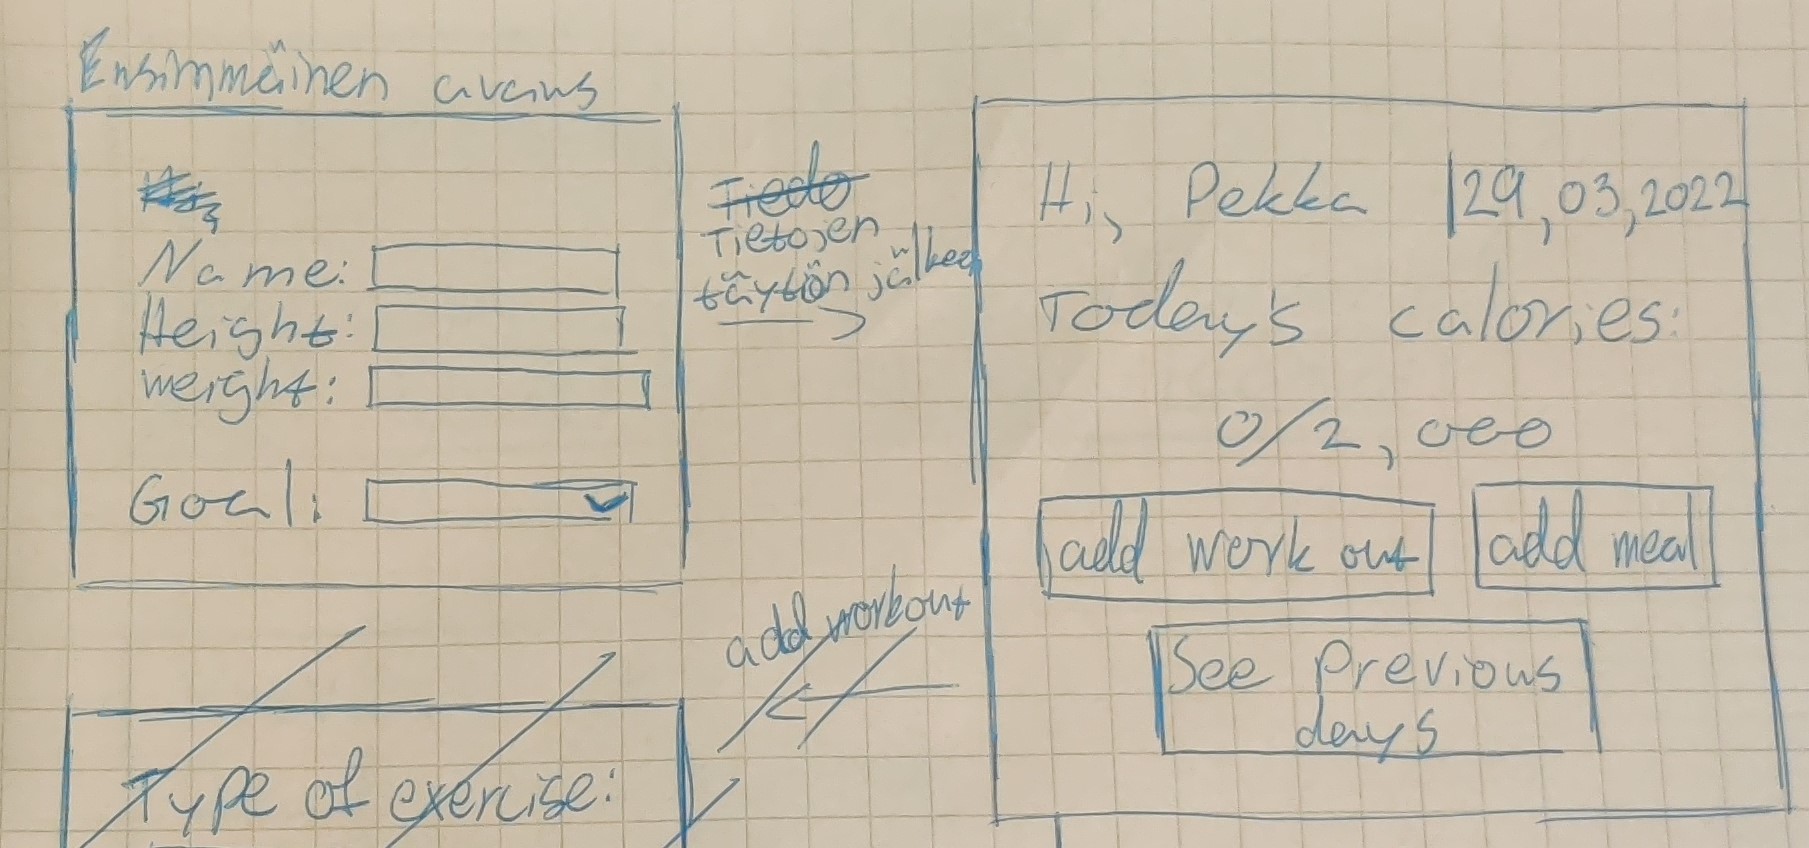 Ensimmäinen avaus
Name:
Height:
weight:
Goal:
Tiedo
Tietojen
täytön jälkeen
Hi, Pekka 29,03,2022
Today's calories:
0/2,000
add work out
add meal
See Previous
days
add workout
Type of exercise: